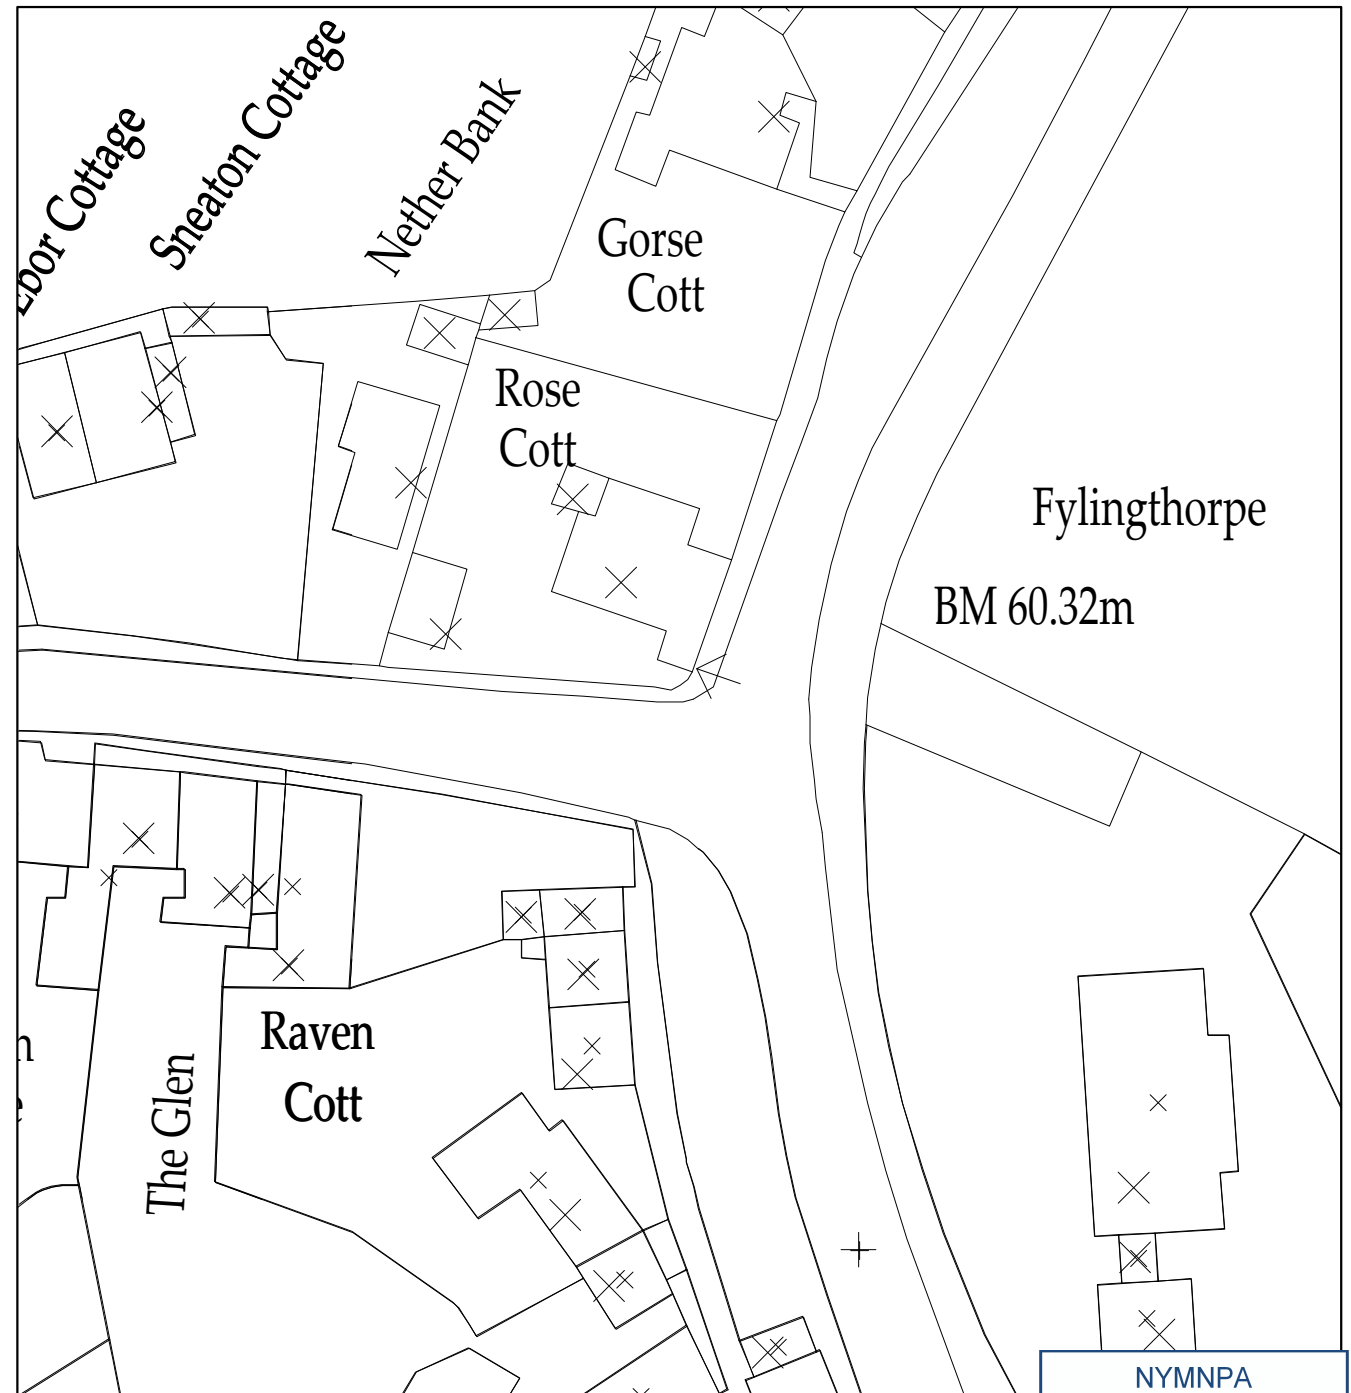 Ebor Cottage
Sneaton Cottage
Nether Bank
Gorse
Cott
Rose
Cott
Fylingthorpe
BM 60.32m
Raven
Cott
The Glen
NYMNPA